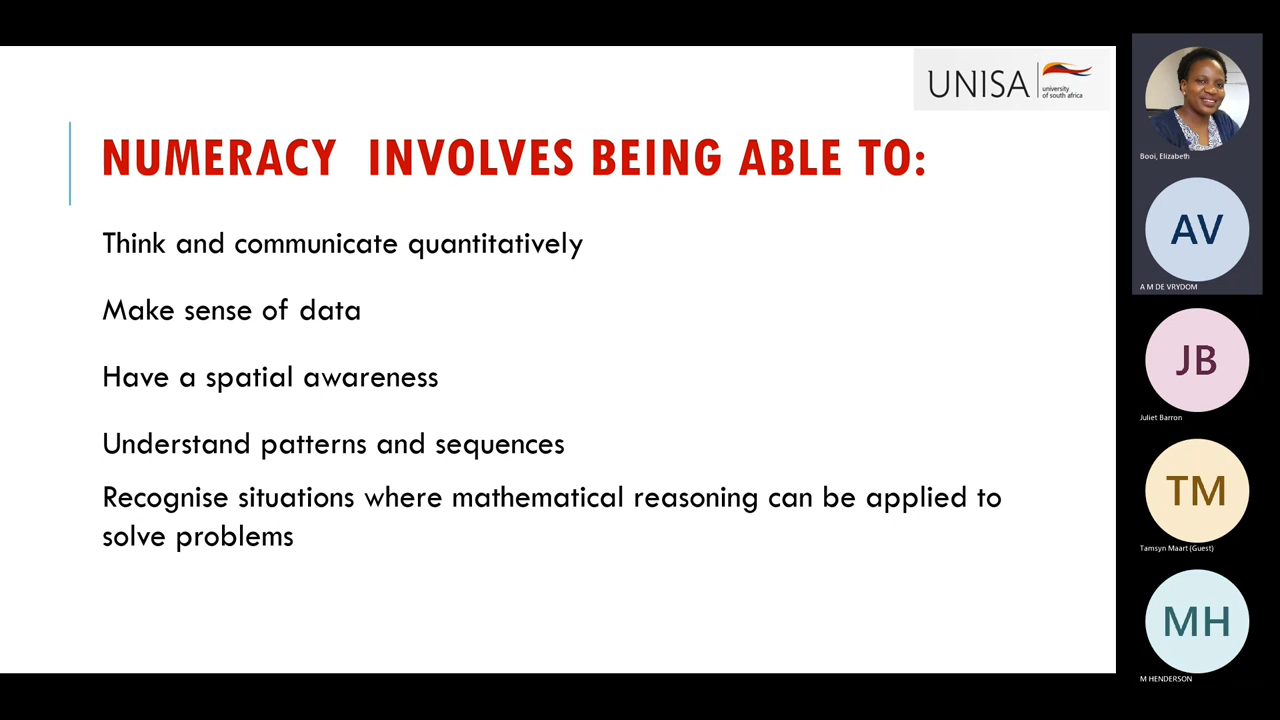 UNISA
university
of south africa
NUMERACY INVOLVES BEING ABLE TO:
Think and communicate quantitatively
Make sense of data
Have a spatial awareness
Understand patterns and sequences
Recognise situations where mathematical reasoning can be applied to
solve problems
Booi, Elizabeth
AV
A M DE VRYDOM
JB
Juliet Barron
TM
Tamsyn Maart (Guest)
MH
M HENDERSON